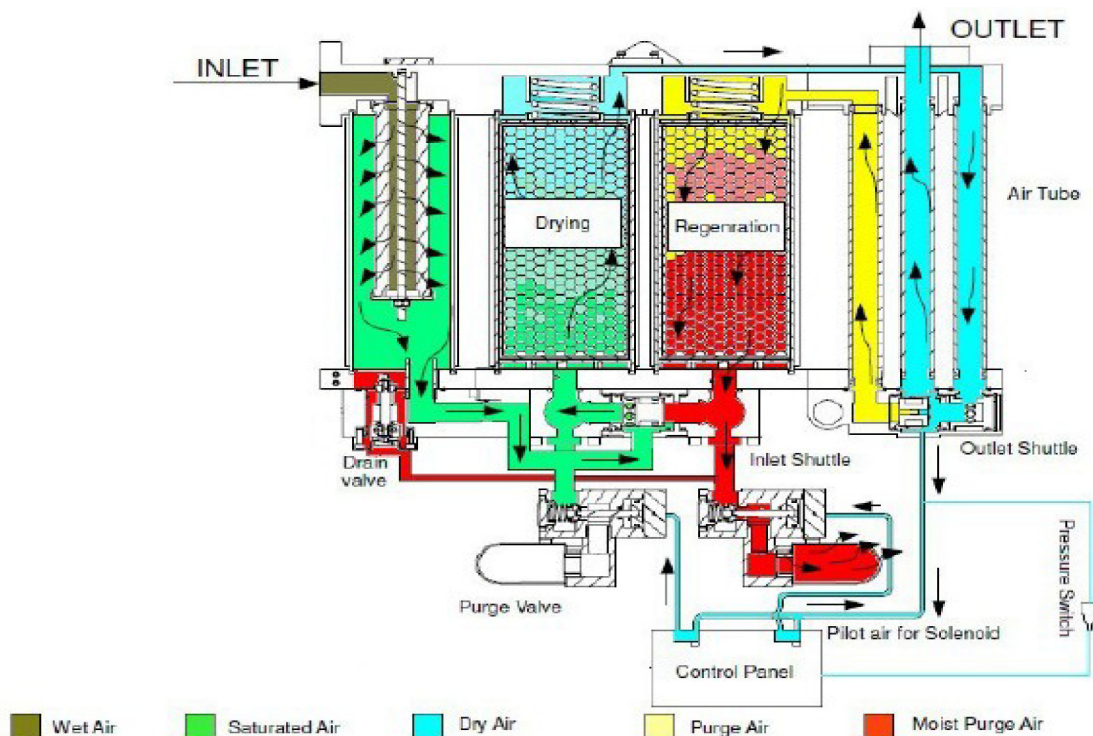 OUTLET
INLET
Air Tube
Drying
Regenration
Drain
valve
Inlet Shuttle
Outlet Shuttle
Purge Valve
Pressure Switch
Pilot air for Solenoid
Control Panel
Wet Air
Saturated Air
Dry Air
Purge Air
Moist Purge Air